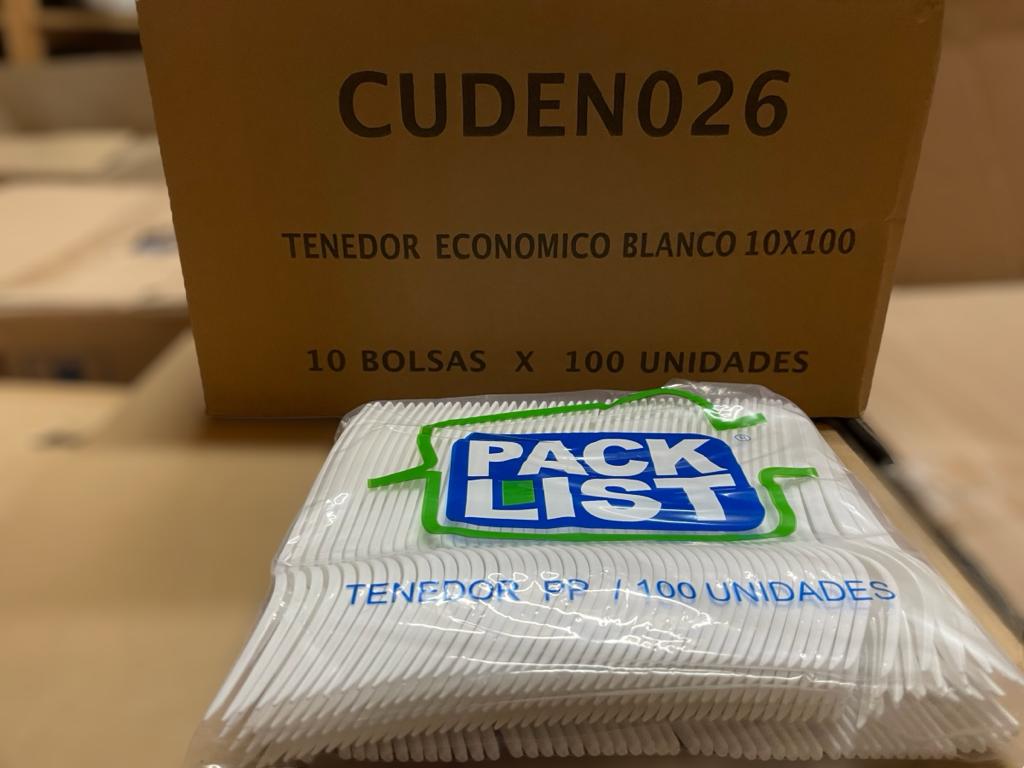 CUDEN026
TENEDOR ECONOMICO BLANCO 10X100
10 BOLSAS X 100 UNIDADES
PACK
LIST
®
TENEDOR PP / 100 UNIDADES